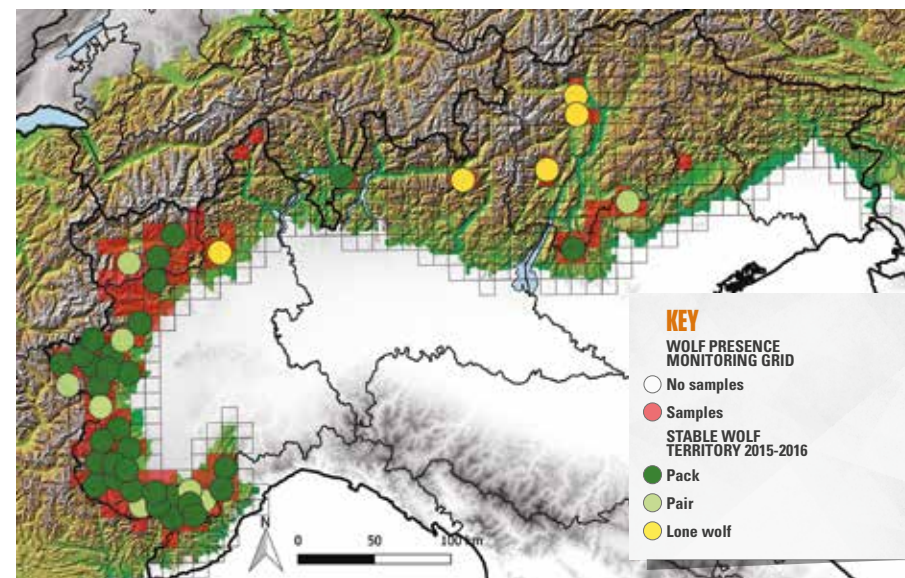 KEY
WOLF PRESENCE
MONITORING GRID
No samples
Samples
STABLE WOLF
TERRITORY 2015-2016
Pack
Pair
Lone wolf
N
0 50 100 km